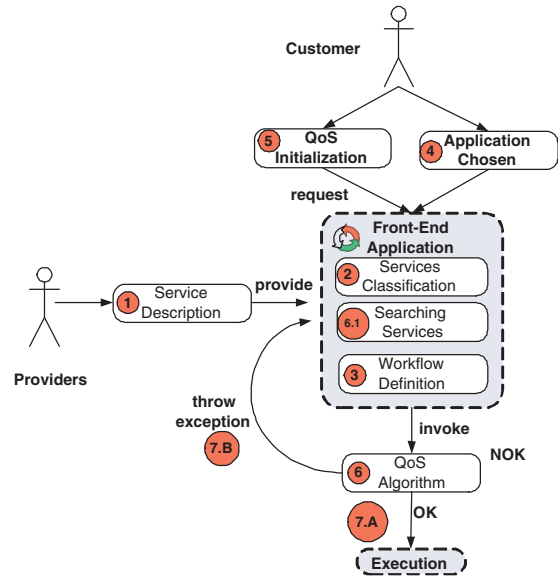 Customer
5
QoS
Initialization
4
Application
Chosen
request
Front-End
Application
2
Services
Classification
1
Service
Description
provide
6.1
Searching
Services
Providers
3
Workflow
Definition
throw
exception
7.B
invoke
NOK
6
QoS
Algorithm
7.A
OK
Execution